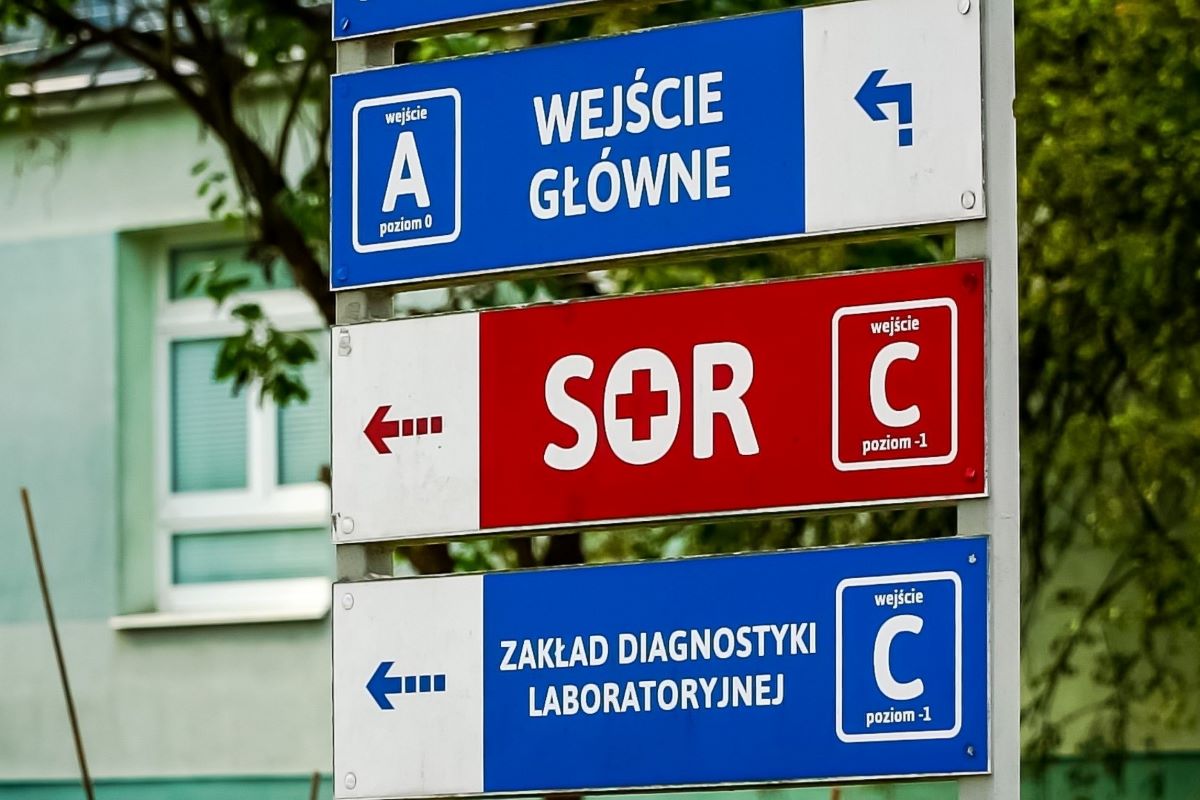 wejście
A
poziom 0
WEJŚCIE
GŁÓWNE
SOR
wejście
C
poziom -1
ZAKŁAD DIAGNOSTYKI
LABORATORYJNEJ
wejście
C
poziom -1